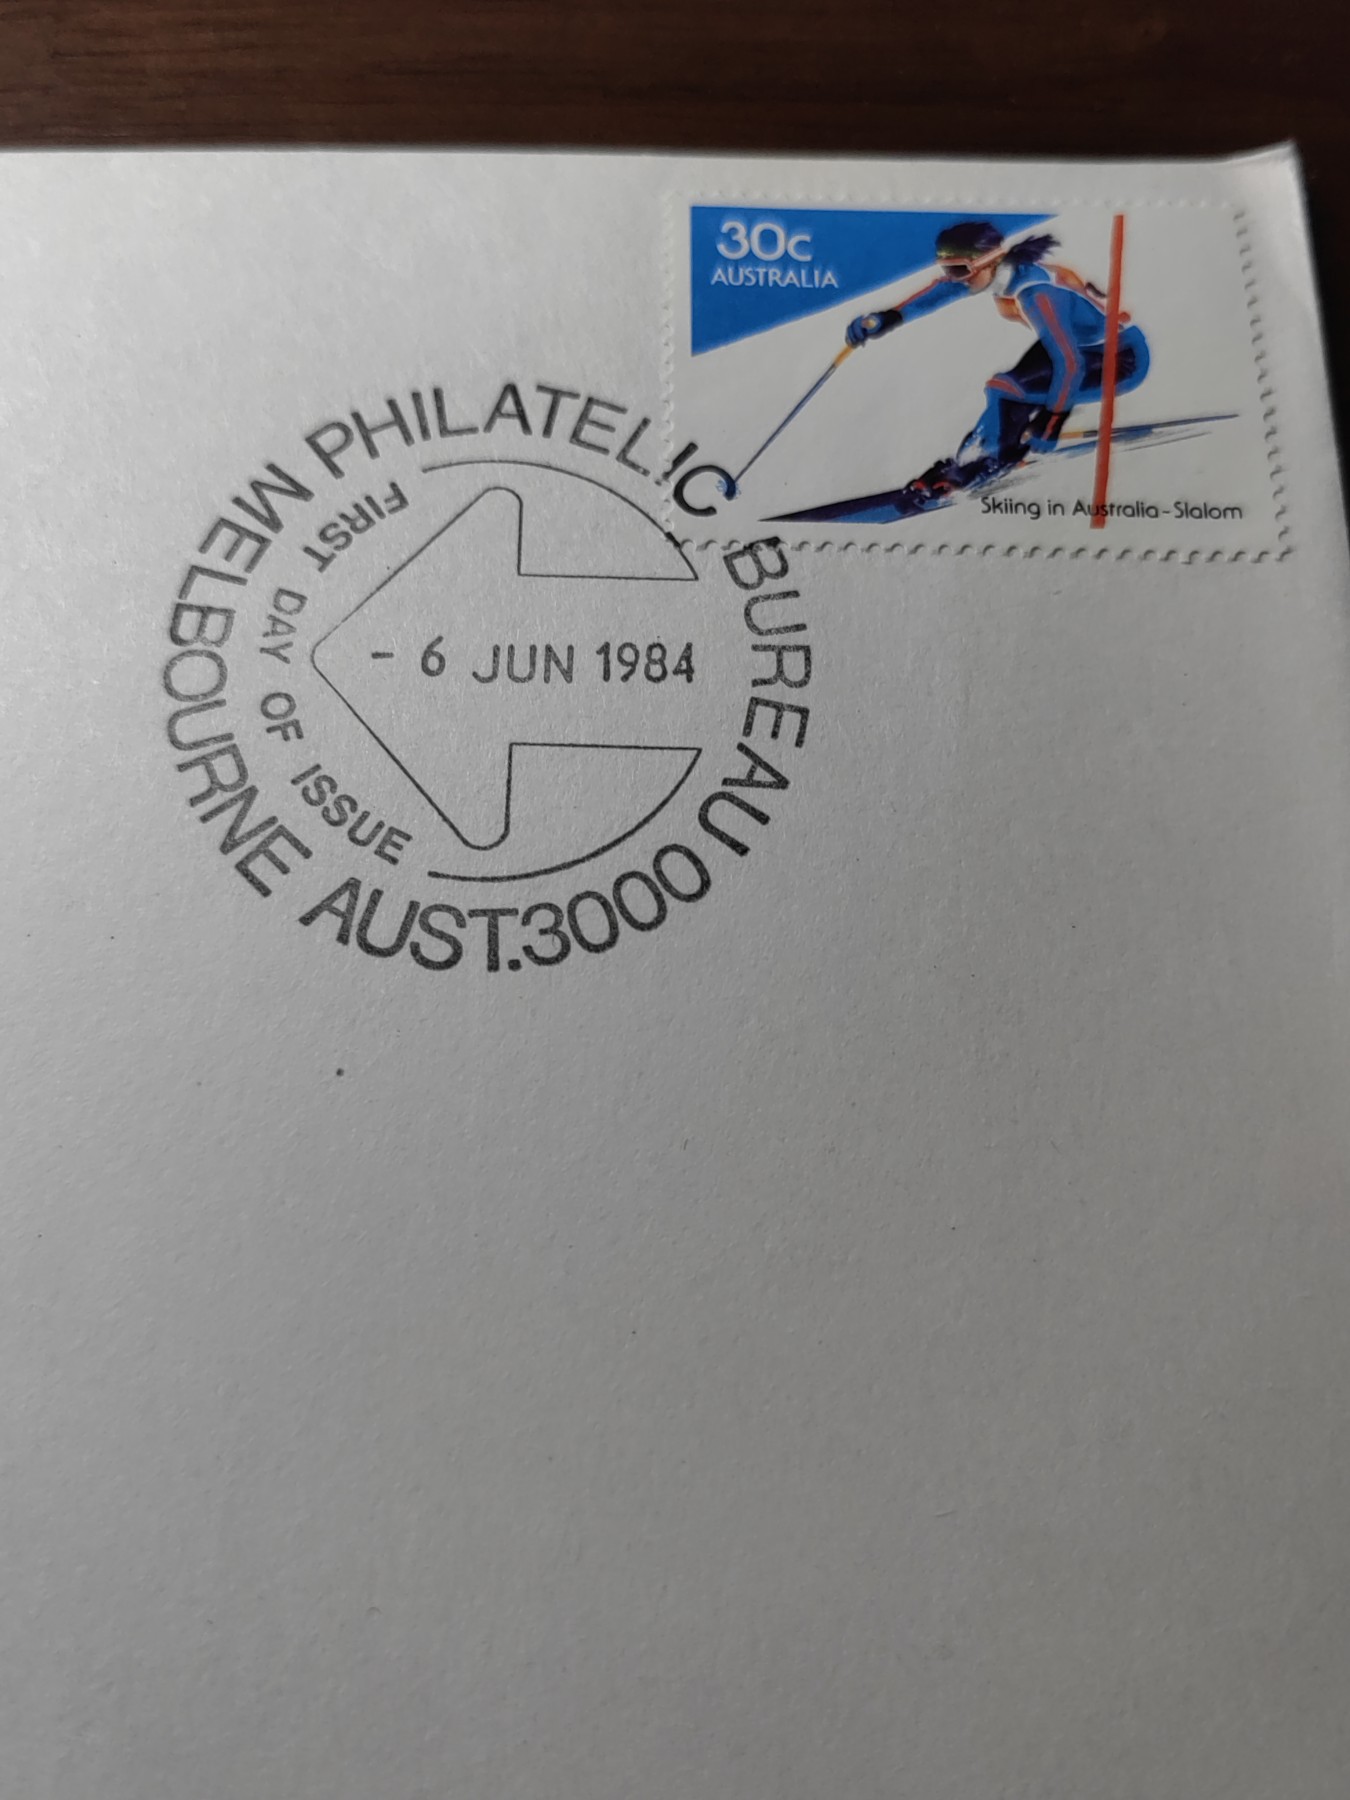 30c
AUSTRALIA
Skiing in Australia - Slalom
MELBOURNE PHILATELIC BUREAU
FIRST DAY OF ISSUE
- 6 JUN 1984
AUST.3000